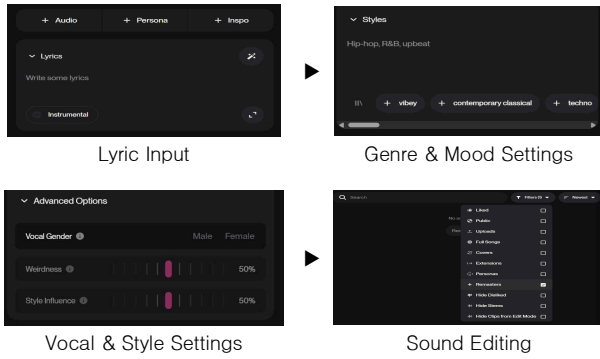 + Audio
+ Persona
+ Inspo
Lyrics
Write some lyrics
Instrumental
Lyric Input
Styles
Hip-hop, R&B, upbeat
+ vibey
+ contemporary classical
+ techno
Genre & Mood Settings
Advanced Options
Vocal Gender
Male Female
Weirdness
50%
Style Influence
50%
Vocal & Style Settings
Search
Filters (1)
Newest
Liked
Public
Uploads
Full Songs
Covers
Extensions
Personas
Remasters
Hide Disliked
Hide Stems
Hide Clips from Edit Mode
Sound Editing